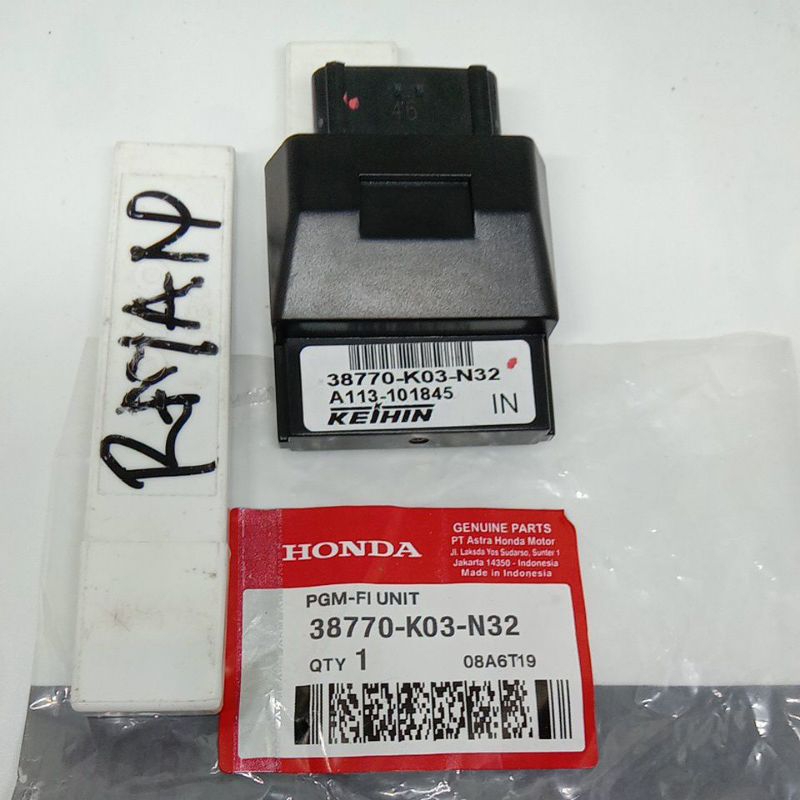 46
38770-K03-N32
A113-101845
KEIHIN
IN
RAYAND
HONDA
GENUINE PARTS
PT Astra Honda Motor
Jl. Laksda Yos Sudarso, Sunter 1
Jakarta 14350 - Indonesia
Made in Indonesia
PGM-FI UNIT
38770-K03-N32
QTY 1
08A6T19